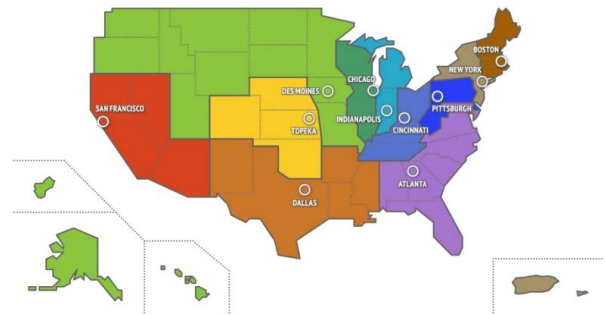 BOSTON
NEW YORK
CHICAGO
DES MOINES
PITTSBURGH
SAN FRANCISCO
INDIANAPOLIS
TOPEKA
CINCINNATI
ATLANTA
DALLAS